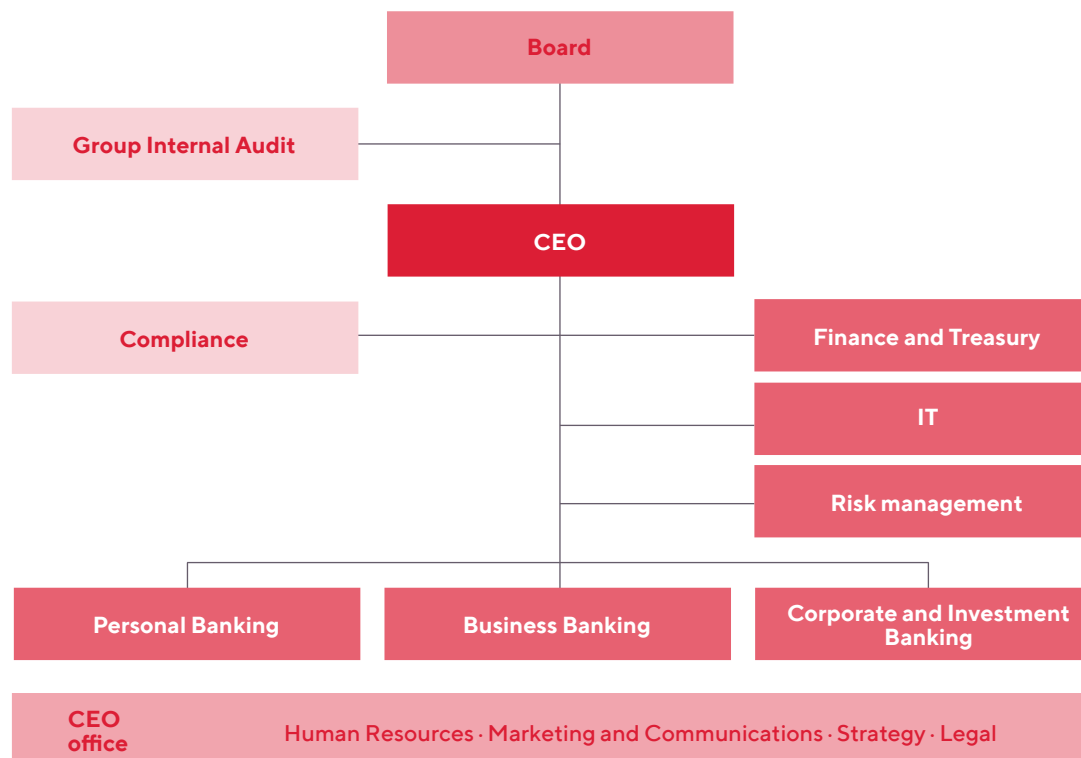 Board
Group Internal Audit
CEO
Compliance
Finance and Treasury
IT
Risk management
Personal Banking
Business Banking
Corporate and Investment
Banking
CEO
office
Human Resources · Marketing and Communications · Strategy · Legal